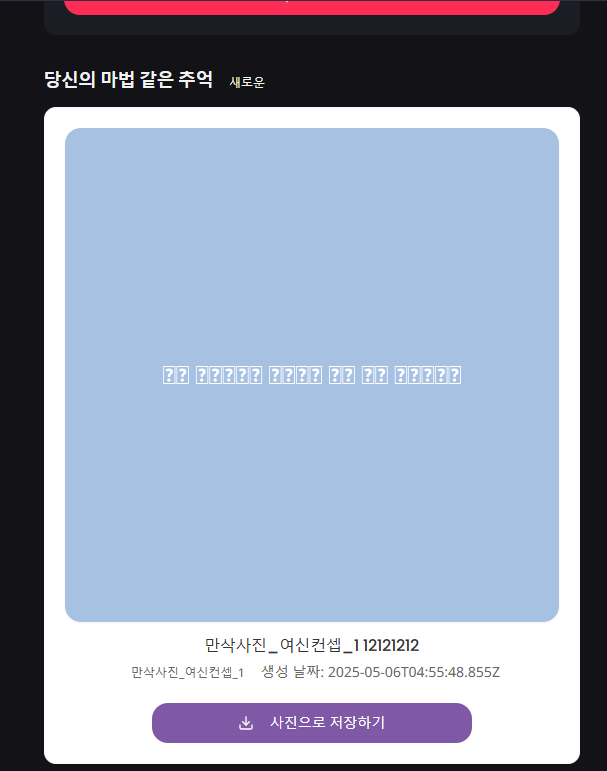 당신의 마법 같은 추억 새로운
만삭사진_여신컨셉_1 12121212
만삭사진_여신컨셉_1 생성 날짜: 2025-05-06T04:55:48.855Z
사진으로 저장하기